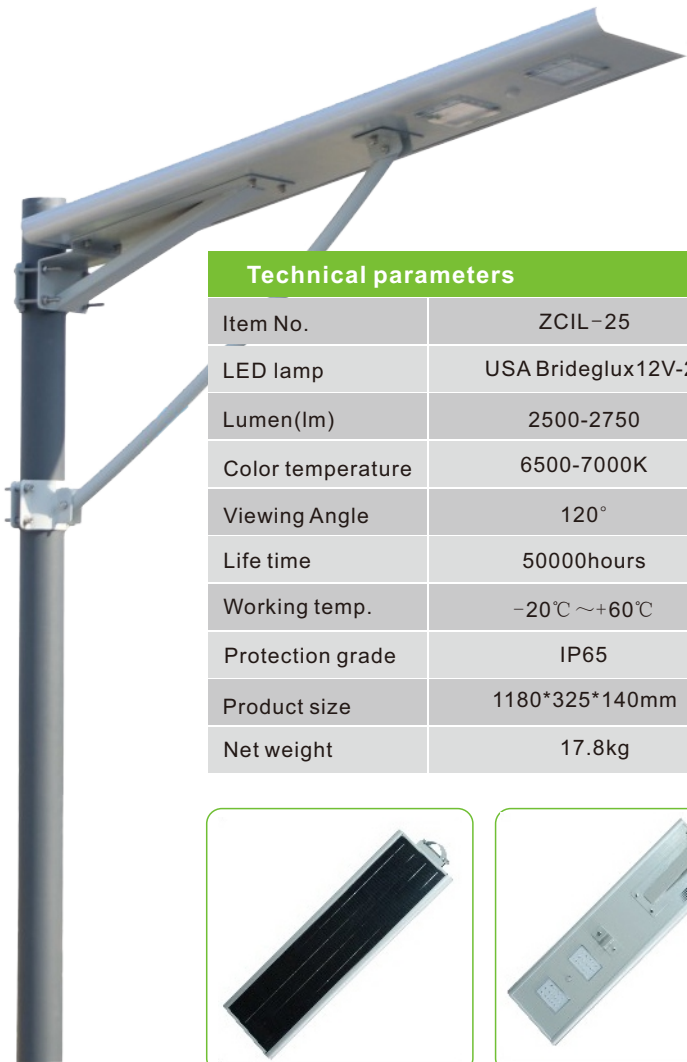 Technical parameters
Item No. ZCIL-25
LED lamp USA Brideglux12V-
Lumen(lm) 2500-2750
Color temperature 6500-7000K
Viewing Angle 120°
Life time 50000hours
Working temp. -20℃～+60℃
Protection grade IP65
Product size 1180*325*140mm
Net weight 17.8kg